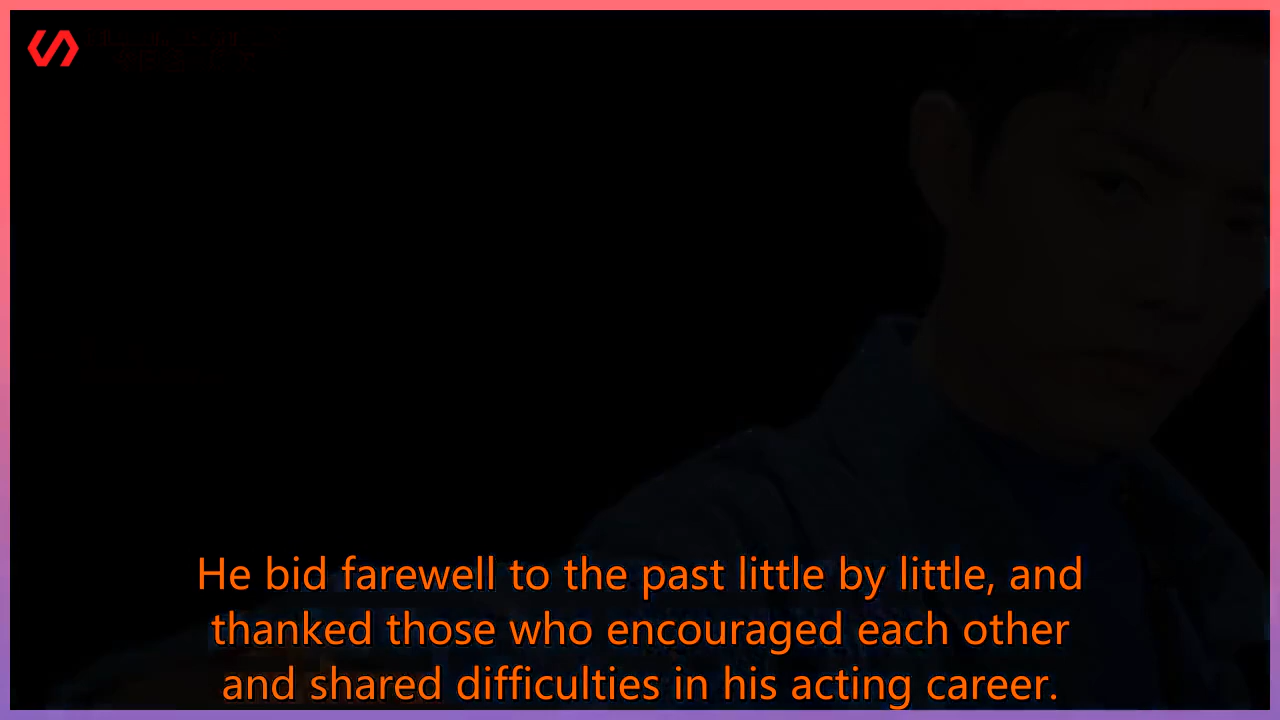 He bid farewell to the past little by little, and
thanked those who encouraged each other
and shared difficulties in his acting career.